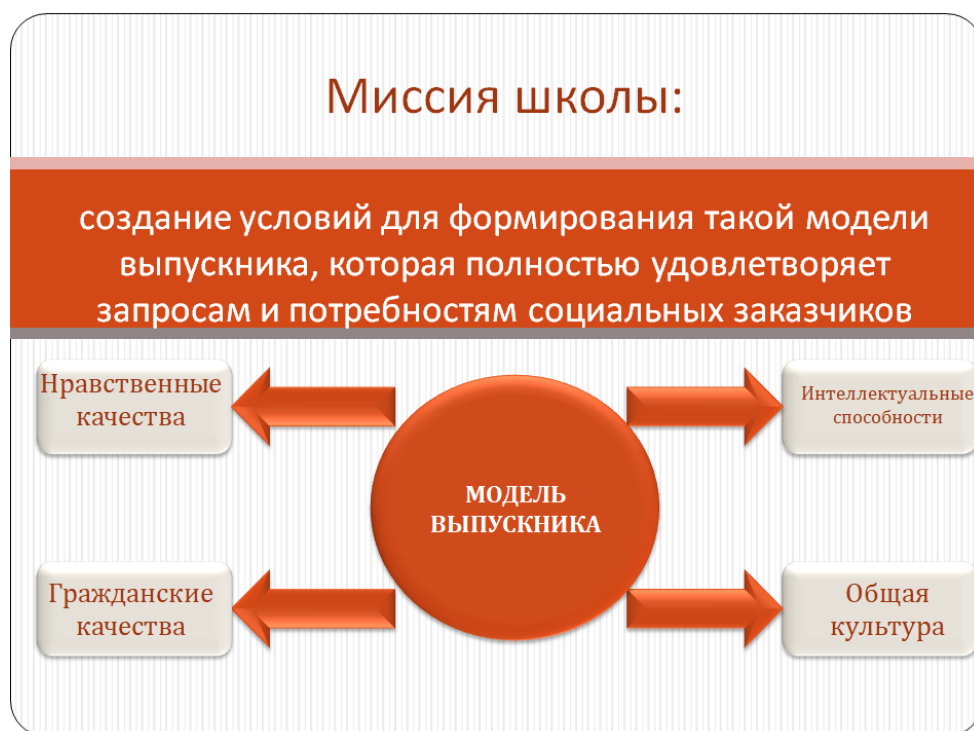 Миссия школы:
создание условий для формирования такой модели
выпускника, которая полностью удовлетворяет
запросам и потребностям социальных заказчиков
Нравственные
качества
Интеллектуальные
способности
МОДЕЛЬ
ВЫПУСКНИКА
Гражданские
качества
Общая
культура